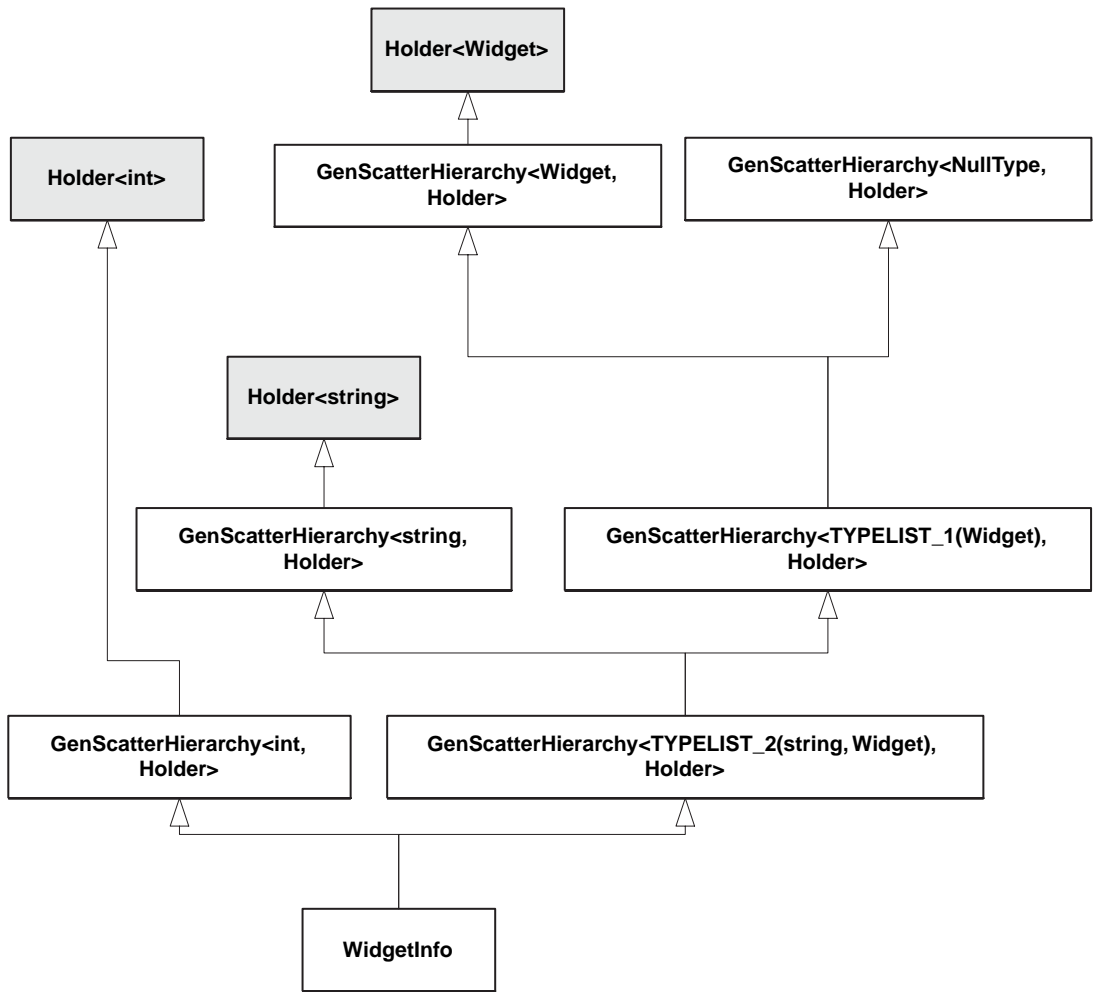 Holder<Widget>
Holder<int>
GenScatterHierarchy<Widget,
Holder>
GenScatterHierarchy<NullType,
Holder>
Holder<string>
GenScatterHierarchy<string,
Holder>
GenScatterHierarchy<TYPELIST_1(Widget),
Holder>
GenScatterHierarchy<int,
Holder>
GenScatterHierarchy<TYPELIST_2(string, Widget),
Holder>
WidgetInfo